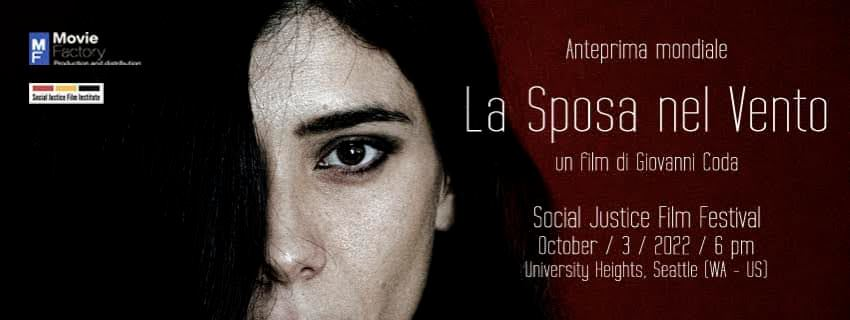 Movie
Factory
Production and distribution
Social Justice Film Institute
Anteprima mondiale
La Sposa nel Vento
un film di Giovanni Coda
Social Justice Film Festival
October / 3 / 2022 / 6 pm
University Heights, Seattle (WA - US)
MF